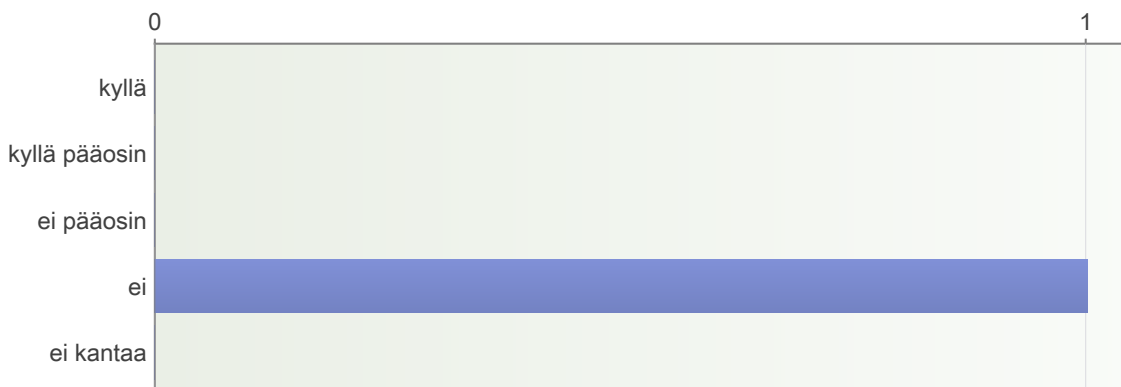 0 1
kyllä
kyllä pääosin
ei pääosin
ei
ei kantaa